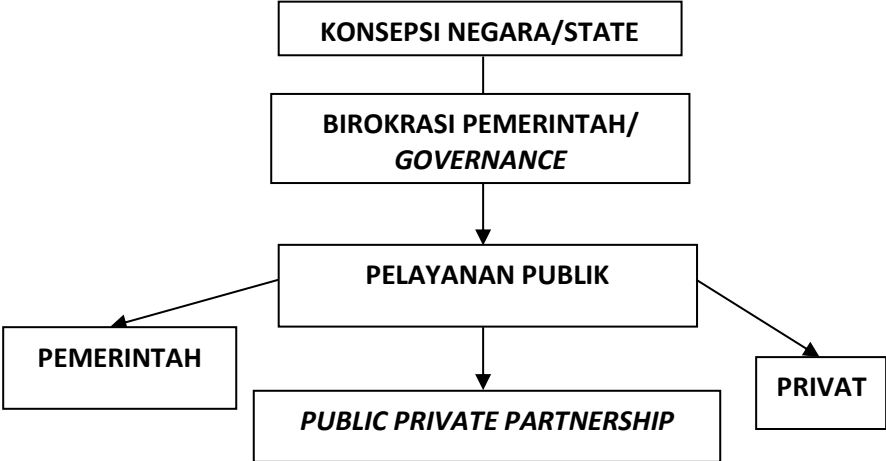 KONSEPSI NEGARA/STATE
BIROKRASI PEMERINTAH/
GOVERNANCE
PELAYANAN PUBLIK
PEMERINTAH
PUBLIC PRIVATE PARTNERSHIP
PRIVAT